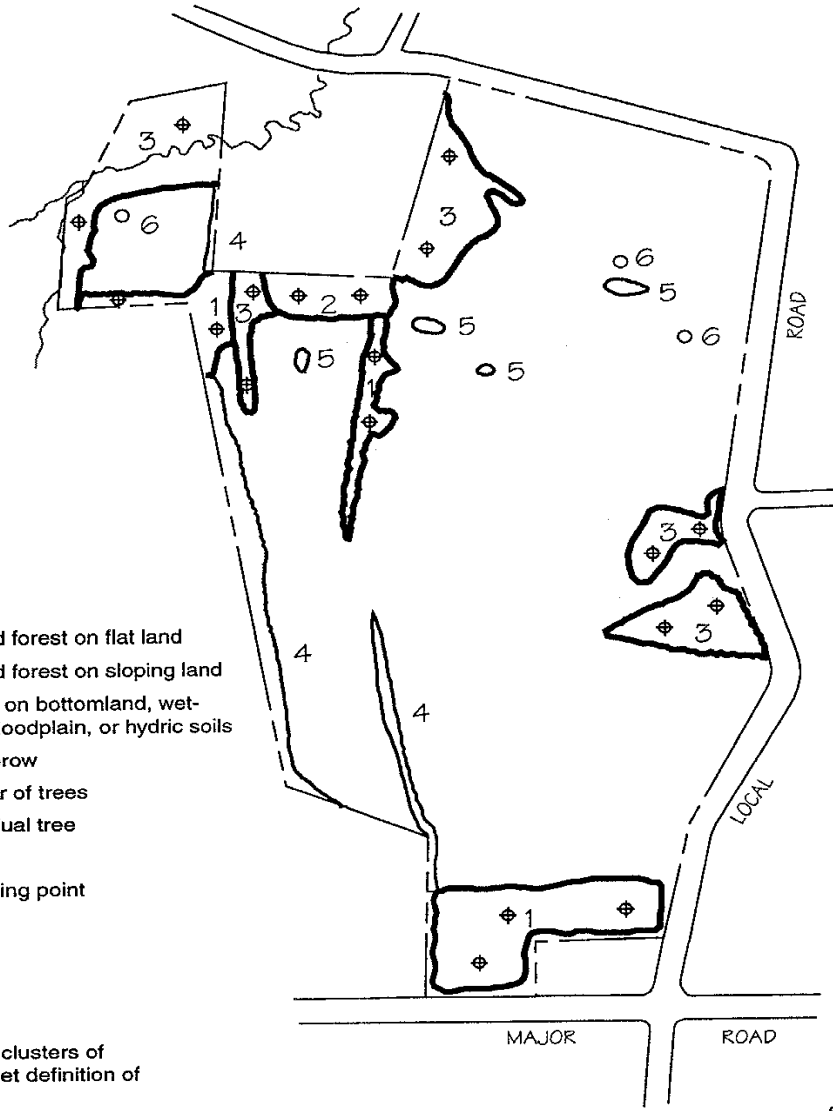 3
6
4
3
6
5
1
3
2
5
6
5
5
1
ROAD
3
d forest on flat land
d forest on sloping land
on bottomland, wet-
oodplain, or hydric soils
-row
r of trees
ual tree
ing point
3
4
4
LOCAL
1
MAJOR ROAD
clusters of
et definition of